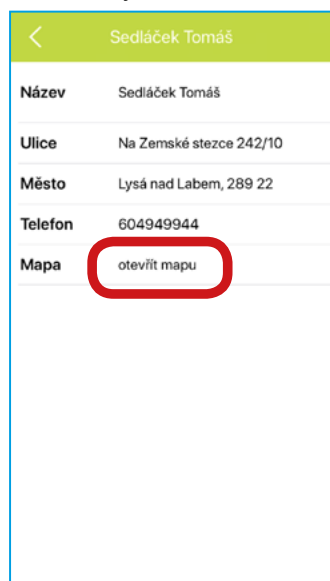 Sedláček Tomáš
Název Sedláček Tomáš
Ulice Na Zemské stezce 242/10
Město Lysá nad Labem, 289 22
Telefon 604949944
Mapa otevřít mapu